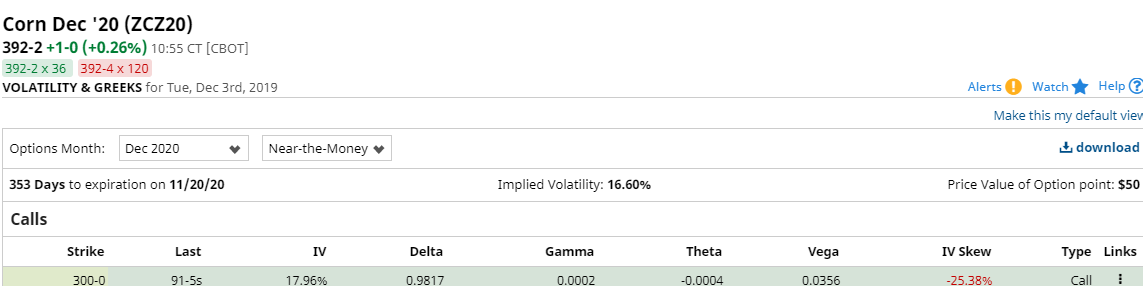 Corn Dec '20 (ZCZ20)
392-2 +1-0 (+0.26%) 10:55 CT [CBOT]
392-2 x 36 392-4 x 120
VOLATILITY & GREEKS for Tue, Dec 3rd, 2019
Alerts Watch Help
Make this my default view
Options Month: Dec 2020 Near-the-Money download
353 Days to expiration on 11/20/20 Implied Volatility: 16.60% Price Value of Option point: $50
Calls
Strike Last IV Delta Gamma Theta Vega IV Skew Type Links
300-0 91-5s 17.96% 0.9817 0.0002 -0.0004 0.0356 -25.38% Call